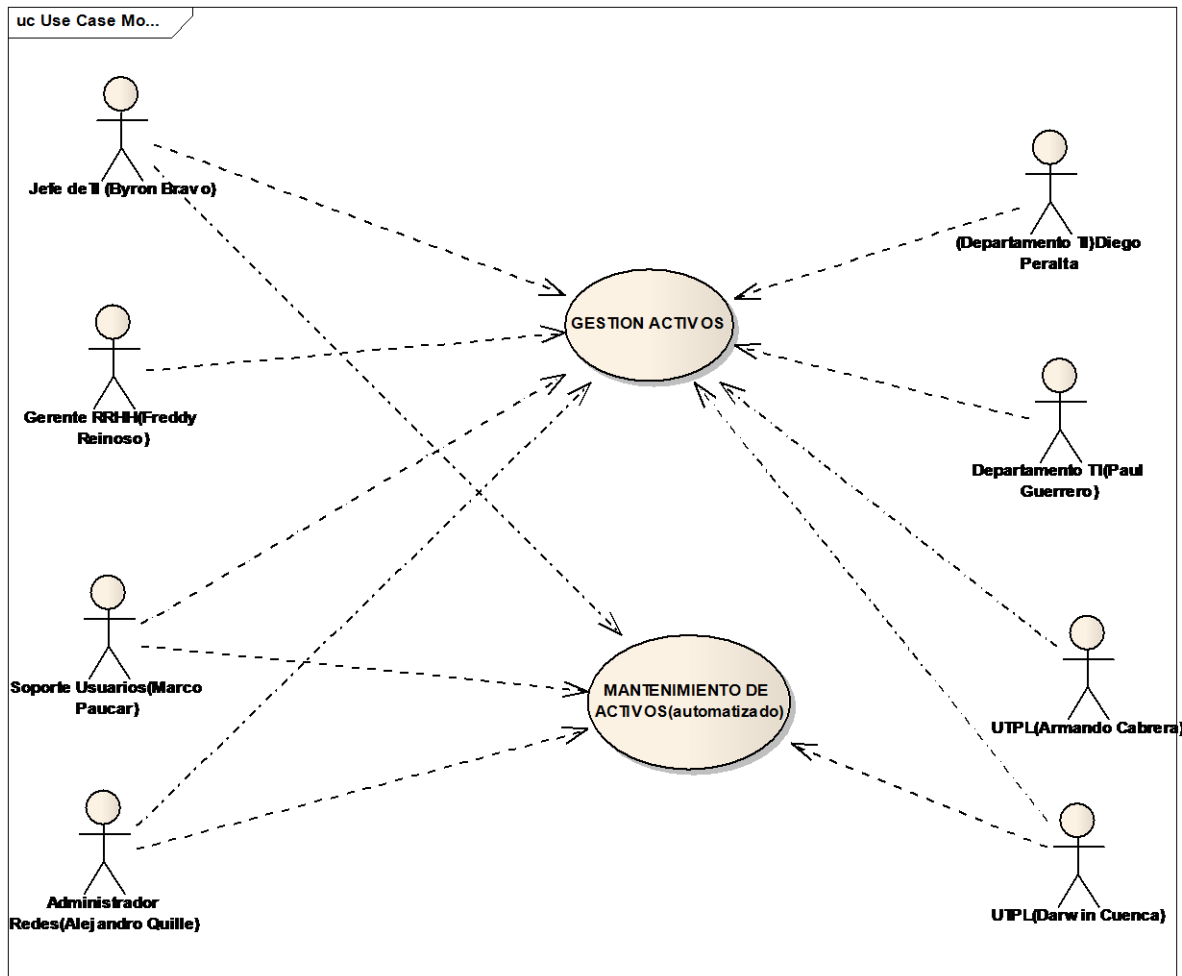 uc Use Case Mo...
Jefe de TI (Byron Bravo)
(Departamento TI)Diego
Peralta
GESTION ACTIVOS
Gerente RRHH(Freddy
Reinoso)
Departamento TI(Paul
Guerrero)
Soporte Usuarios(Marco
Paucar)
MANTENIMIENTO DE
ACTIVOS(automatizado)
UTPL(Armando Cabrera)
Administrador
Redes(Alejandro Quille)
UTPL(Darwin Cuenca)